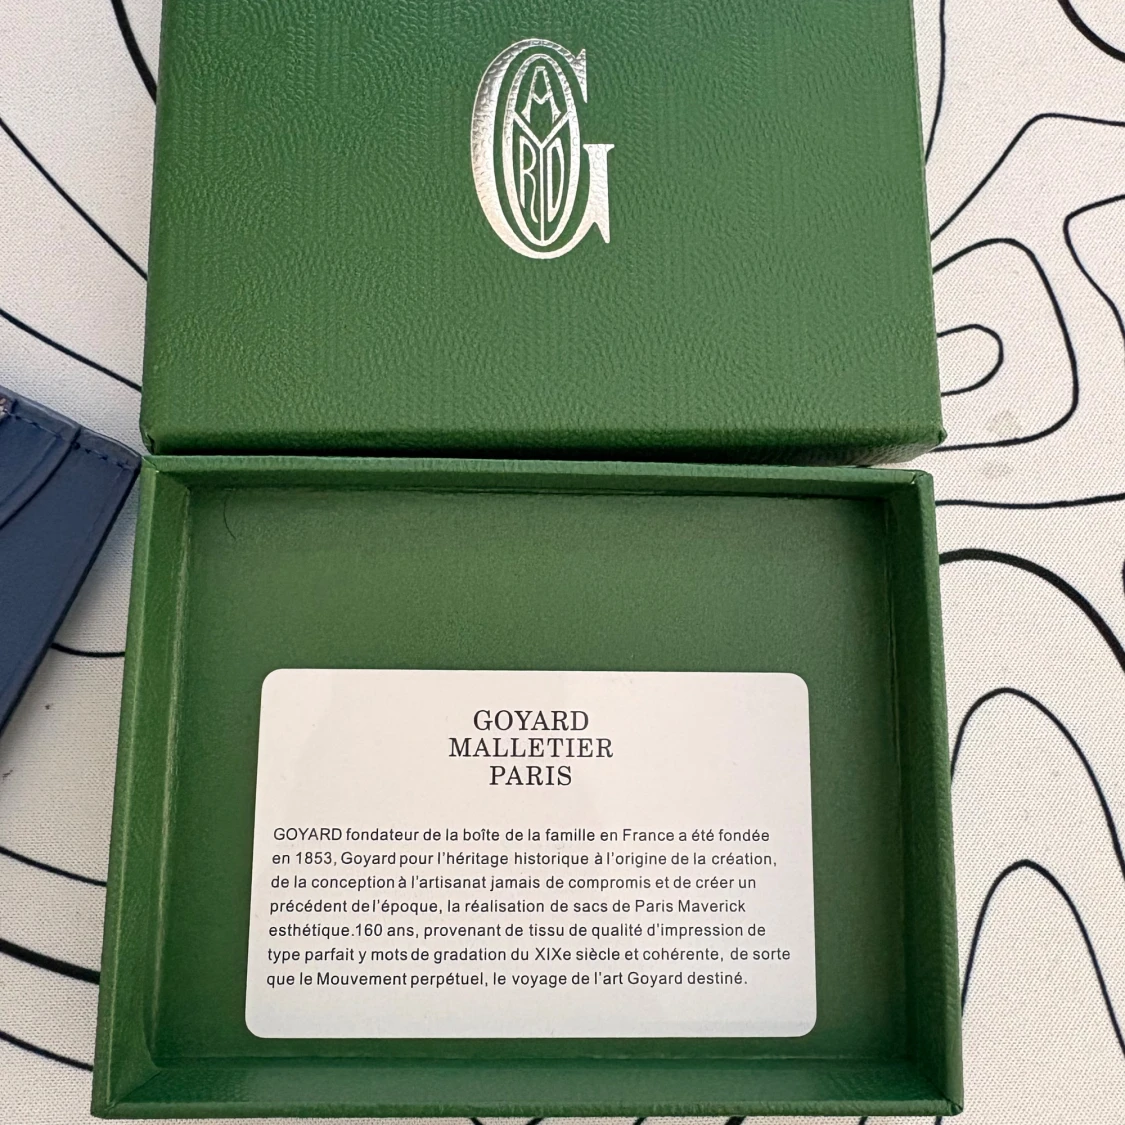 GOYARD
GOYARD
MALLETIER
PARIS
GOYARD fondateur de la boîte de la famille en France a été fondée
en 1853, Goyard pour l'héritage historique à l'origine de la création,
de la conception à l'artisanat jamais de compromis et de créer un
précédent de l'époque, la réalisation de sacs de Paris Maverick
esthétique.160 ans, provenant de tissu de qualité d'impression de
type parfait y mots de gradation du XIXe siècle et cohérente, de sorte
que le Mouvement perpétuel, le voyage de l'art Goyard destiné.